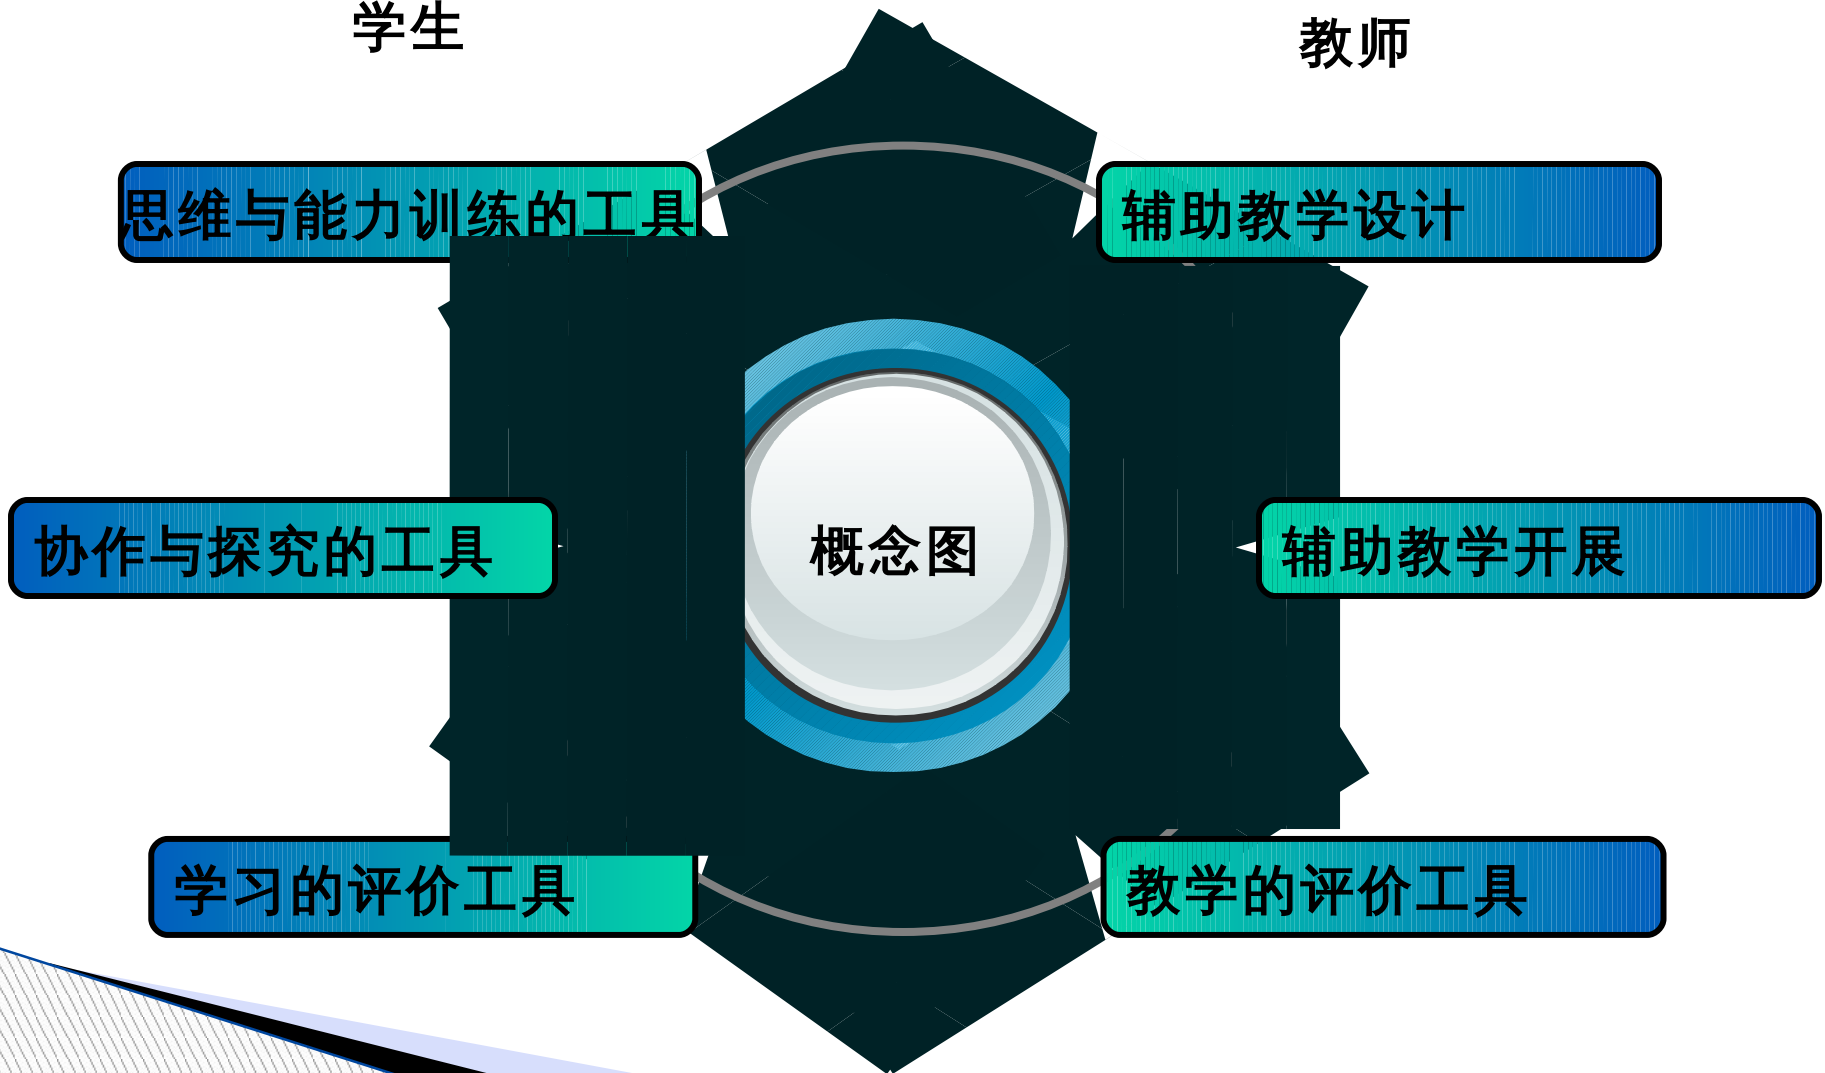 学生
教师
思维与能力训练的工具
辅助教学设计
协作与探究的工具
概念图
辅助教学开展
学习的评价工具
教学的评价工具